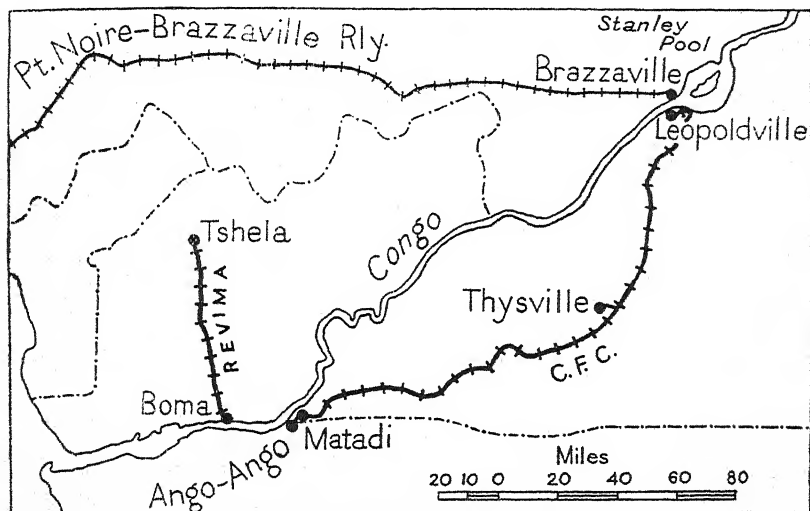 Pt. Noire-Brazzaville Rly.
Stanley
Pool
Brazzaville
Leopoldville
Tshela
Congo
REVIMA
Thysville
C.F.C.
Boma
Matadi
Ango-Ango
Miles
20 10 0 20 40 60 80